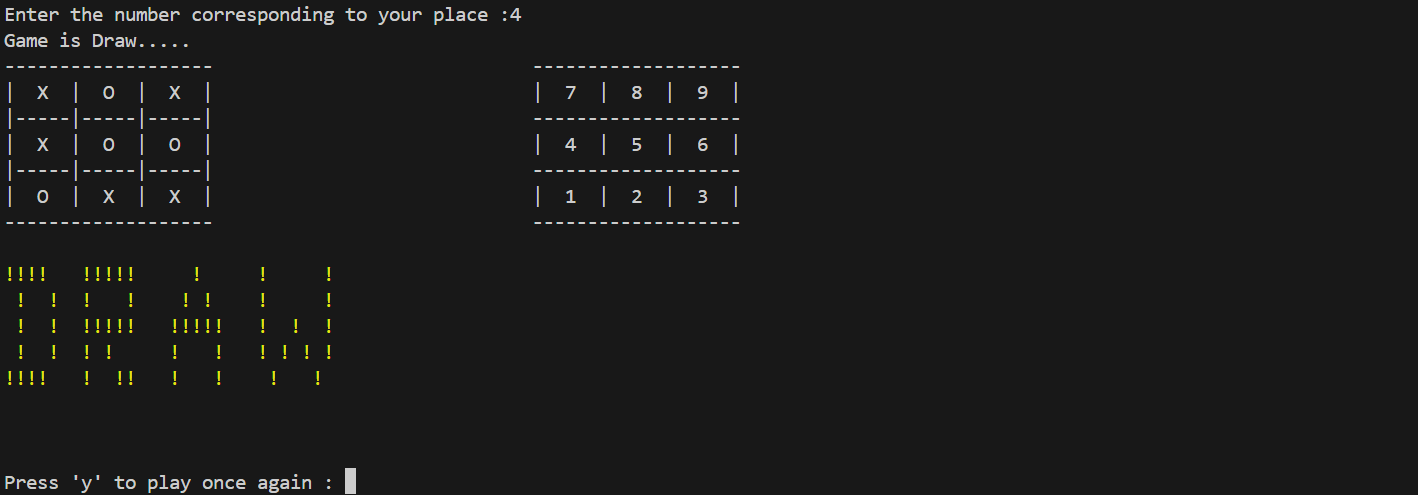 Enter the number corresponding to your place :4
Game is Draw.....
-------------------                             -------------------
|  X  |  O  |  X  |                             |  7  |  8  |  9  |
|-----|-----|-----|                             -------------------
|  X  |  O  |  O  |                             |  4  |  5  |  6  |
|-----|-----|-----|                             -------------------
|  O  |  X  |  X  |                             |  1  |  2  |  3  |
-------------------                             -------------------
!!!!   !!!!!     !     !     !
 !  !  !   !    ! !    !     !
 !  !  !!!!!   !!!!!   !  !  !
 !  !  ! !     !   !   ! ! ! !
!!!!   !  !!   !   !    !   !
Press 'y' to play once again :